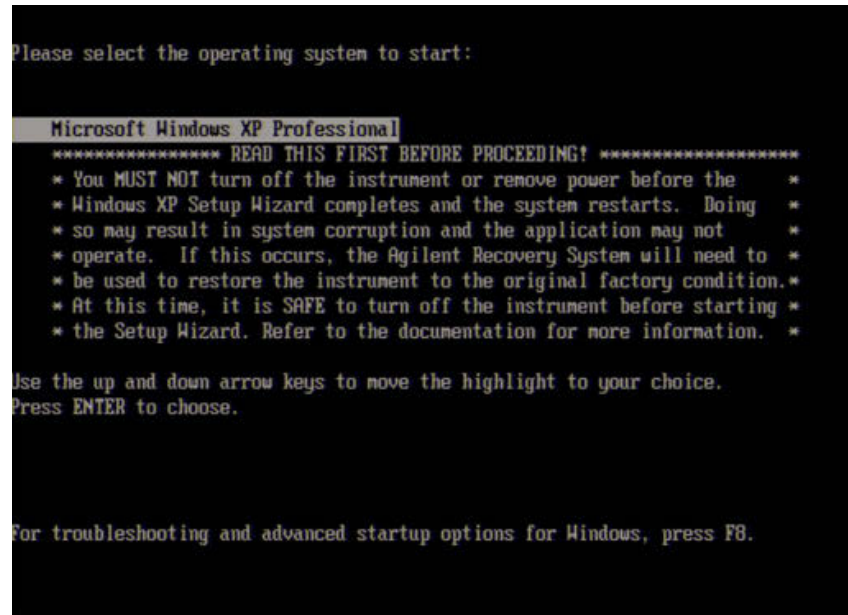 Please select the operating system to start:
Microsoft Windows XP Professional
**************** READ THIS FIRST BEFORE PROCEEDING! *******************
* You MUST NOT turn off the instrument or remove power before the *
* Windows XP Setup Wizard completes and the system restarts. Doing *
* so may result in system corruption and the application may not *
* operate. If this occurs, the Agilent Recovery System will need to *
* be used to restore the instrument to the original factory condition.*
* At this time, it is SAFE to turn off the instrument before starting *
* the Setup Wizard. Refer to the documentation for more information. *
Use the up and down arrow keys to move the highlight to your choice.
Press ENTER to choose.
For troubleshooting and advanced startup options for Windows, press F8.